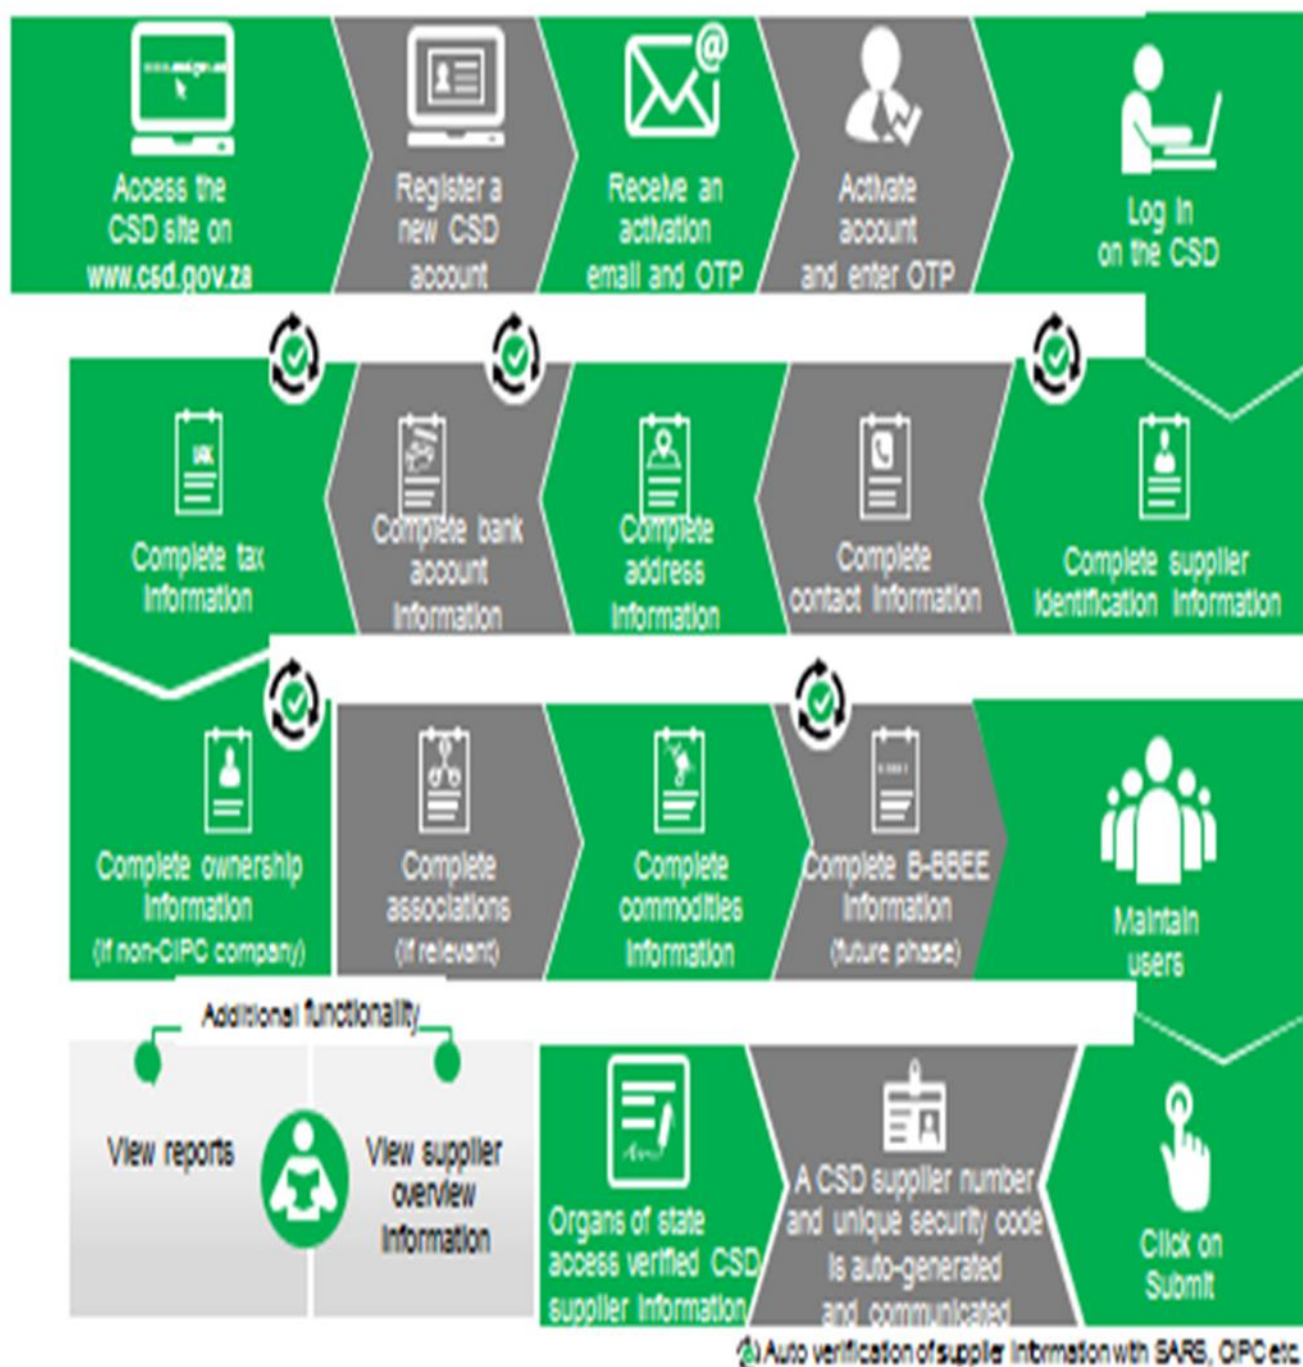 Access the
CSD site on
www.csd.gov.za
Register a
new CSD
account
Receive an
activation
email and OTP
Activate
account
and enter OTP
Log in
on the CSD
Complete supplier
identification information
Complete
contact information
Complete
address
information
Complete bank
account
information
Complete tax
information
Complete ownership
information
(if non-CIPC company)
Complete
associations
(if relevant)
Complete
commodities
information
Complete B-BBEE
information
(future phase)
Maintain
users
Click on
Submit
A CSD supplier number
and unique security code
is auto-generated
and communicated
Organs of state
access verified CSD
supplier information
Additional functionality
View reports
View supplier
overview
information
Auto verification of supplier information with SARS, CIPC etc.